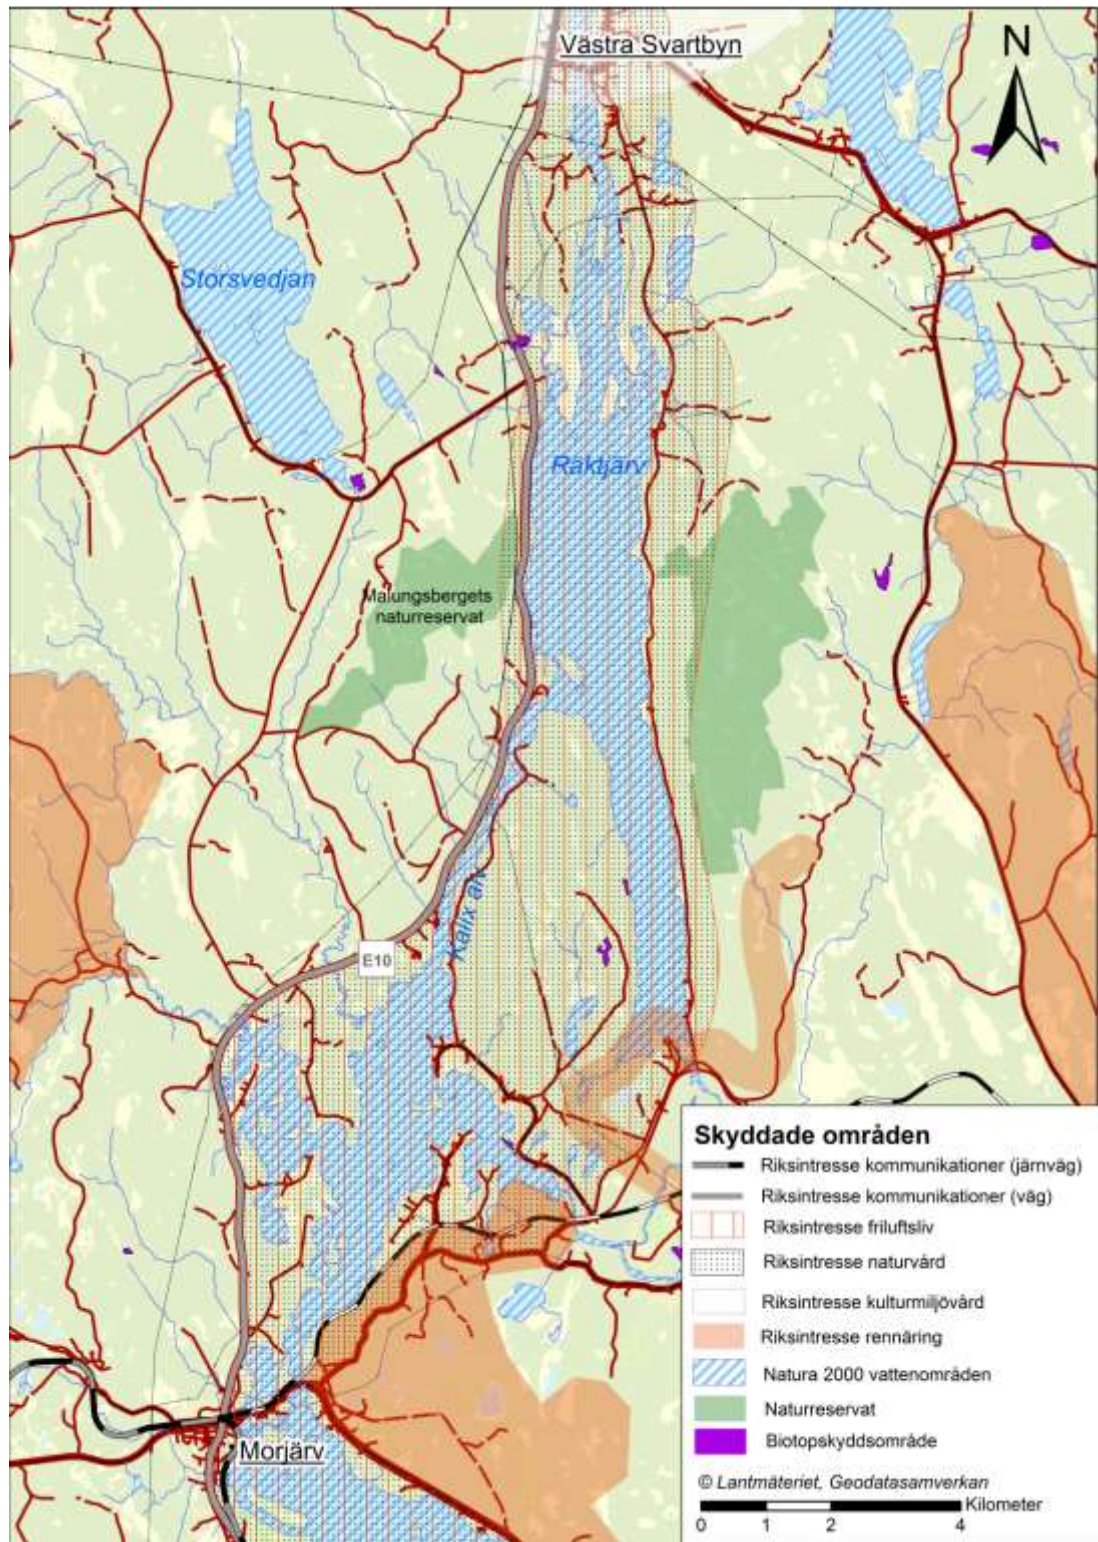 Västra Svartbyn
N
Storsvedjan
Räktjärv
Malungsbergets
naturreservat
Kalix älv
E10
Skyddade områden
Riksintresse kommunikationer (järnväg)
Riksintresse kommunikationer (väg)
Riksintresse friluftsliv
Riksintresse naturvård
Riksintresse kulturmiljövård
Riksintresse rennäring
Natura 2000 vattenområden
Naturreservat
Biotopskyddsområde
Morjärv
© Lantmäteriet, Geodatasamverkan
Kilometer
0 1 2 4